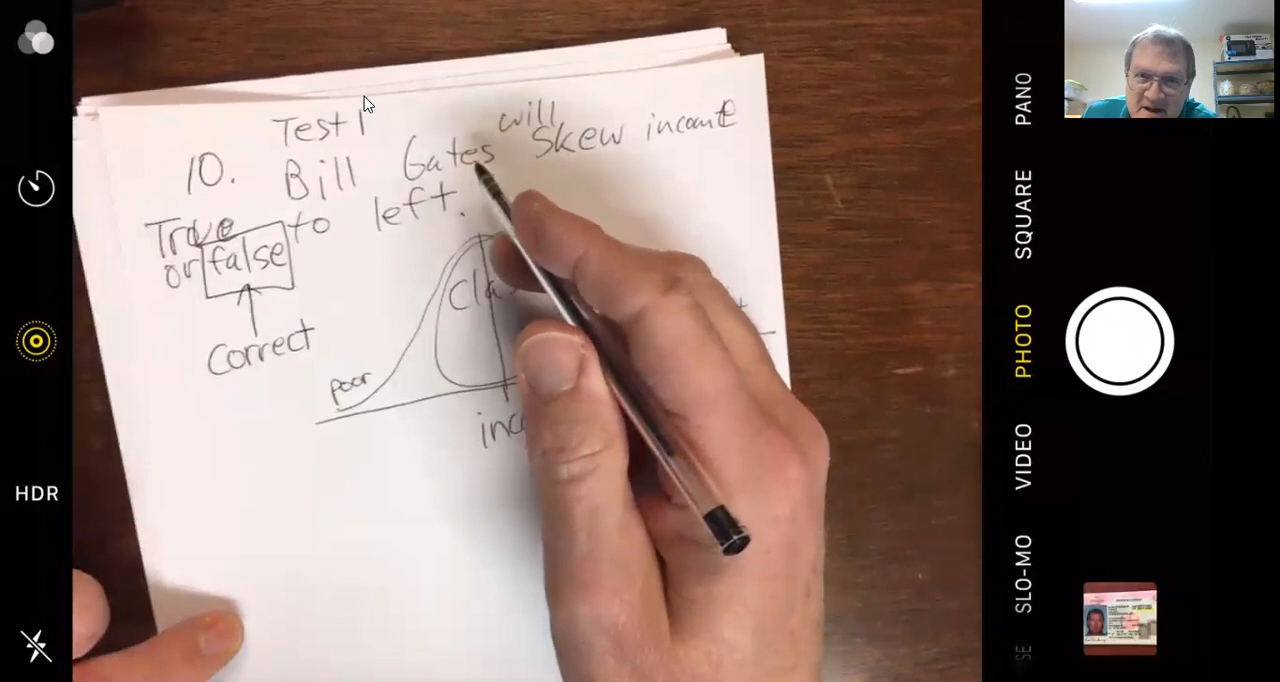 Test 1
10. Bill Gates will Skew income
to left.
True
or false
Correct
poor
HDR
PANO
SQUARE
PHOTO
VIDEO
SLO-MO